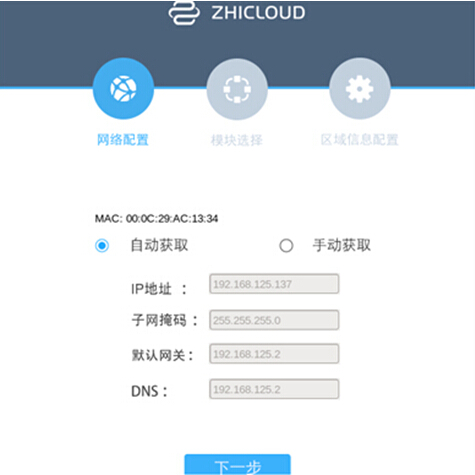 ZHICLOUD
网络配置 模块选择 区域信息配置
MAC: 00:0C:29:AC:13:34
自动获取 手动获取
IP地址 ： 192.168.125.137
子网掩码： 255.255.255.0
默认网关： 192.168.125.2
DNS： 192.168.125.2
下一步